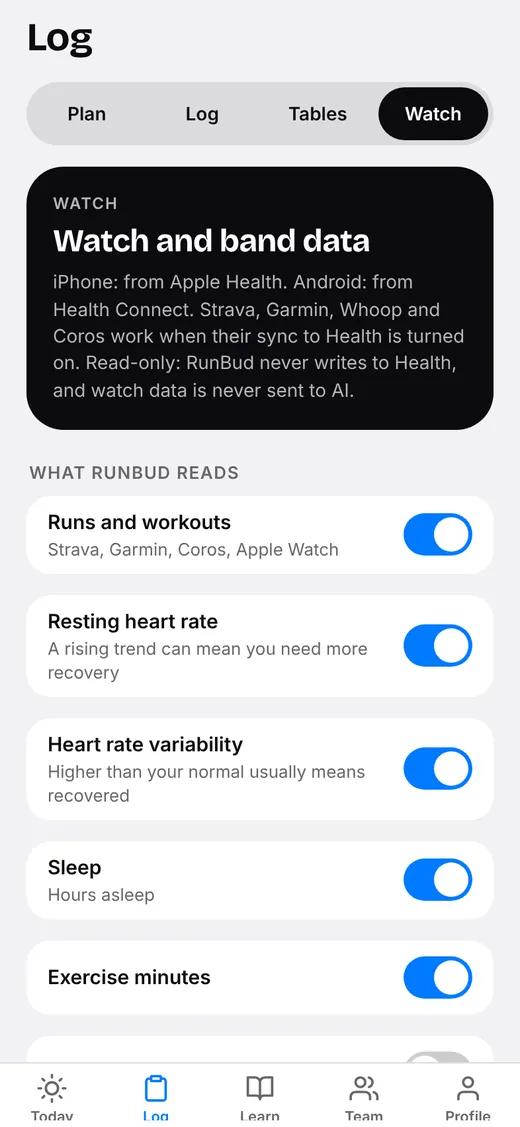 Log
Plan Log Tables Watch
WATCH
Watch and band data
iPhone: from Apple Health. Android: from
Health Connect. Strava, Garmin, Whoop and
Coros work when their sync to Health is turned
on. Read-only: RunBud never writes to Health,
and watch data is never sent to AI.
WHAT RUNBUD READS
Runs and workouts
Strava, Garmin, Coros, Apple Watch
Resting heart rate
A rising trend can mean you need more
recovery
Heart rate variability
Higher than your normal usually means
recovered
Sleep
Hours asleep
Exercise minutes
Today Log Learn Team Profile